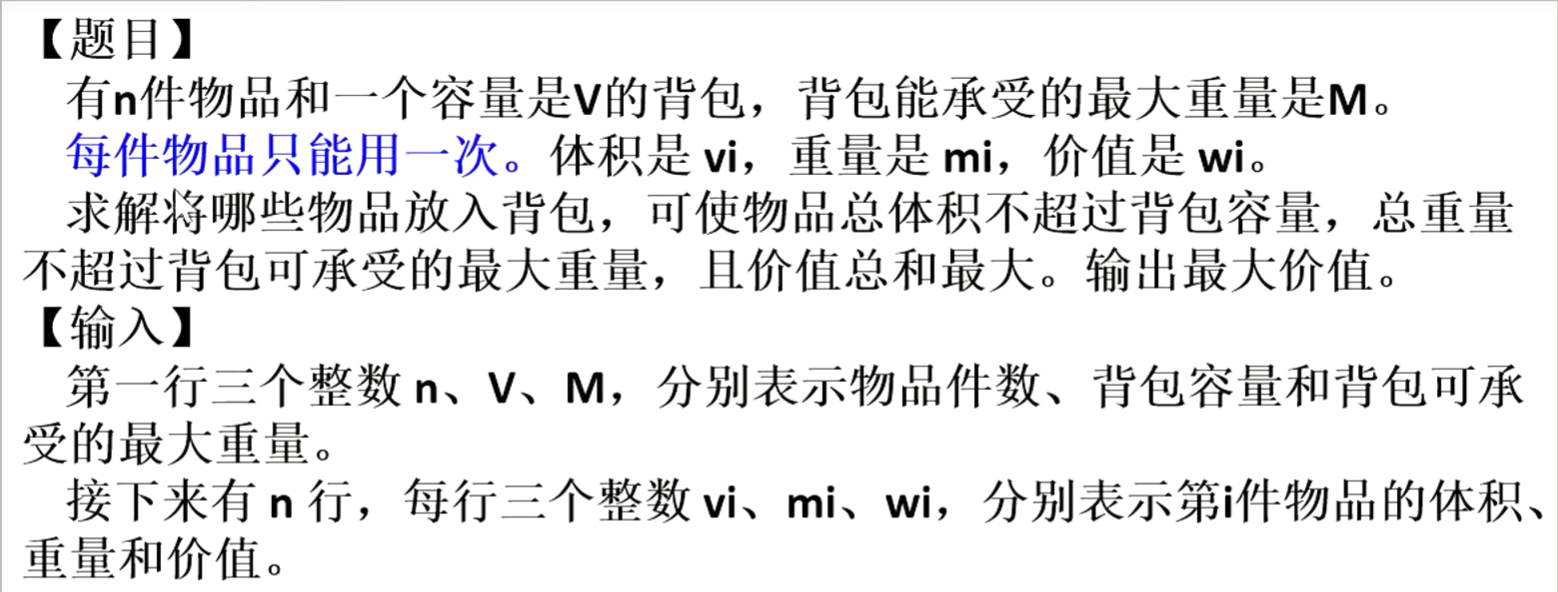 【题目】
有n件物品和一个容量是V的背包，背包能承受的最大重量是M。
每件物品只能用一次。体积是 vi，重量是 mi，价值是 wi。
求解将哪些物品放入背包，可使物品总体积不超过背包容量，总重量
不超过背包可承受的最大重量，且价值总和最大。输出最大价值。
【输入】
第一行三个整数 n、V、M，分别表示物品件数、背包容量和背包可承
受的最大重量。
接下来有 n 行，每行三个整数 vi、mi、wi，分别表示第i件物品的体积、
重量和价值。